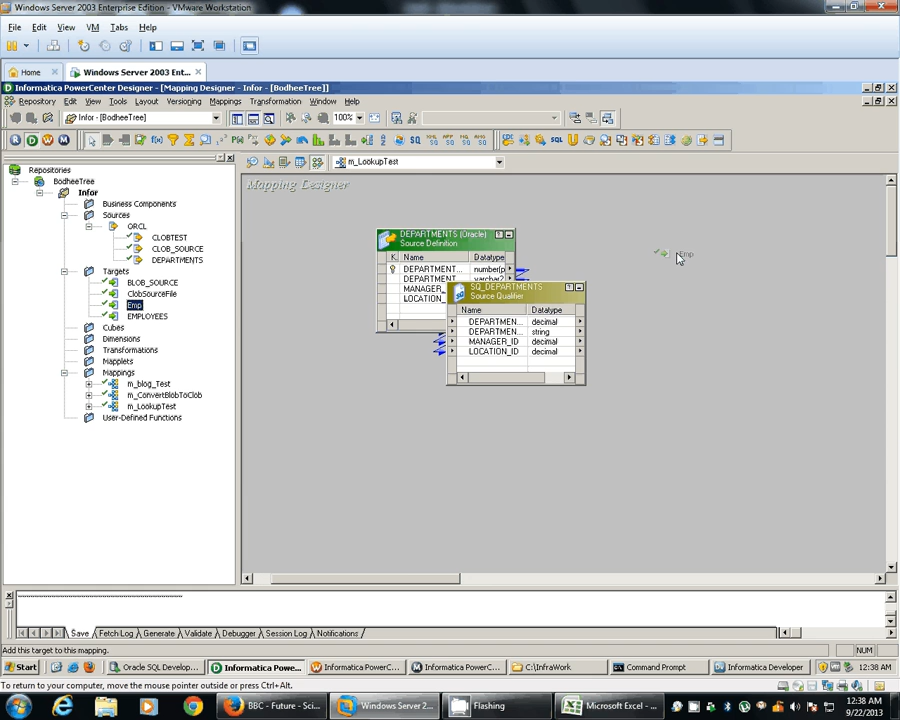 Windows Server 2003 Enterprise Edition - VMware Workstation
File Edit View VM Tabs Help
Home Windows Server 2003 Ent...
Informatica PowerCenter Designer - [Mapping Designer - Infor - [BodheeTree]]
Repository Edit View Tools Layout Versioning Mappings Transformation Window Help
Infor - [BodheeTree] 100%
m_LookupTest
Repositories
BodheeTree
Infor
Business Components
Sources
ORCL
CLOBTEST
CLOB_SOURCE
DEPARTMENTS
Targets
BLOB_SOURCE
ClobSourceFile
Emp
EMPLOYEES
Cubes
Dimensions
Transformations
Mapplets
Mappings
m_blog_Test
m_ConvertBlobToClob
m_LookupTest
User-Defined Functions
Mapping Designer
DEPARTMENTS (Oracle)
Source Definition
K. Name Datatype
DEPARTMENT... number(p
DEPARTMENT... varchar2
MANAGER_
LOCATION_
SQ_DEPARTMENTS
Source Qualifier
Name Datatype
DEPARTMEN... decimal
DEPARTMEN... string
MANAGER_ID decimal
LOCATION_ID decimal
Emp
Save Fetch Log Generate Validate Debugger Session Log Notifications
Add this target to this mapping. NUM
Start Oracle SQL Develop... Informatica Powe... Informatica PowerC... Informatica PowerC... C:\InfraWork Command Prompt Informatica Developer 12:38 AM
To return to your computer, move the mouse pointer outside or press Ctrl+Alt.
BBC - Future - Sci... Windows Server 2... Flashing Microsoft Excel - ... 12:38 AM
9/22/2013